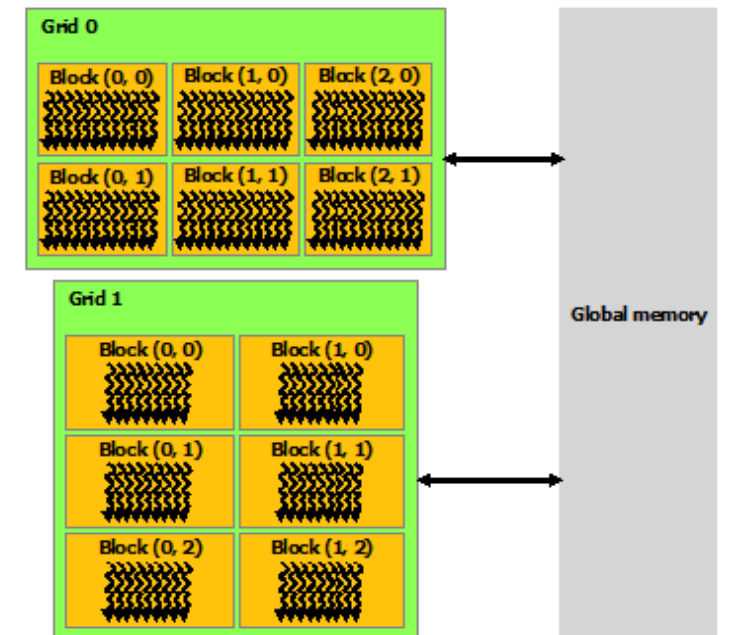 Grid 0
Block (0, 0) Block (1, 0) Block (2, 0)
Block (0, 1) Block (1, 1) Block (2, 1)
Grid 1
Global memory
Block (0, 0) Block (1, 0)
Block (0, 1) Block (1, 1)
Block (0, 2) Block (1, 2)